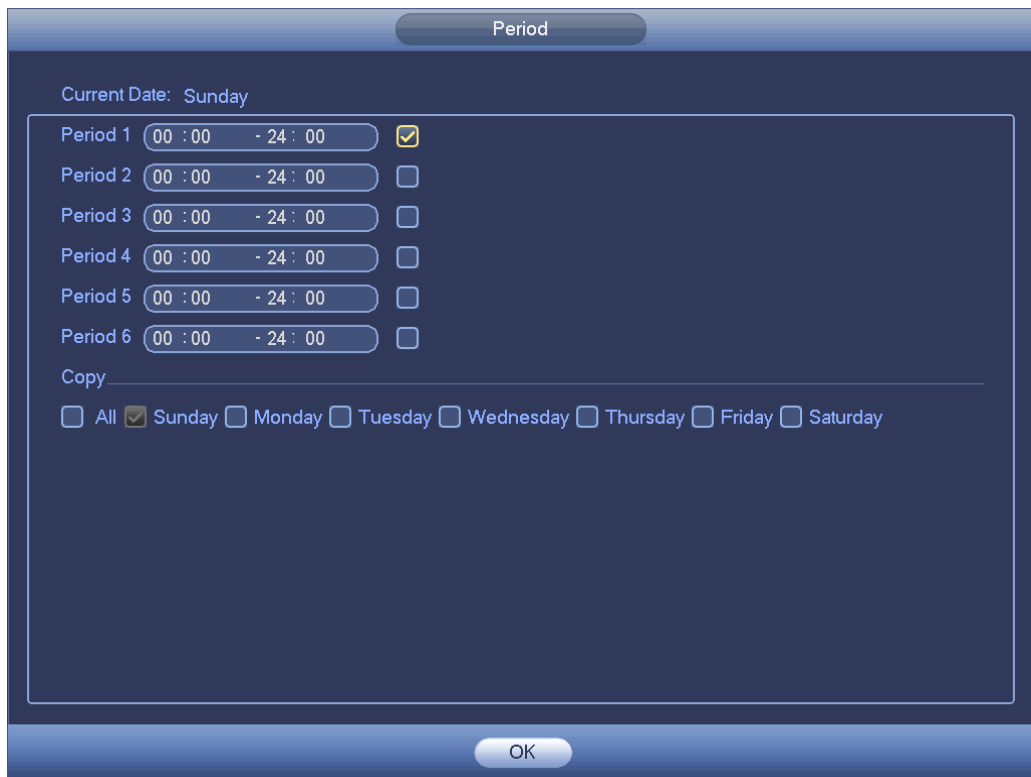 Period
Current Date: Sunday
Period 1 00 :00 - 24 : 00
Period 2 00 :00 - 24 : 00
Period 3 00 :00 - 24 : 00
Period 4 00 :00 - 24 : 00
Period 5 00 :00 - 24 : 00
Period 6 00 :00 - 24 : 00
Copy
All Sunday Monday Tuesday Wednesday Thursday Friday Saturday
OK